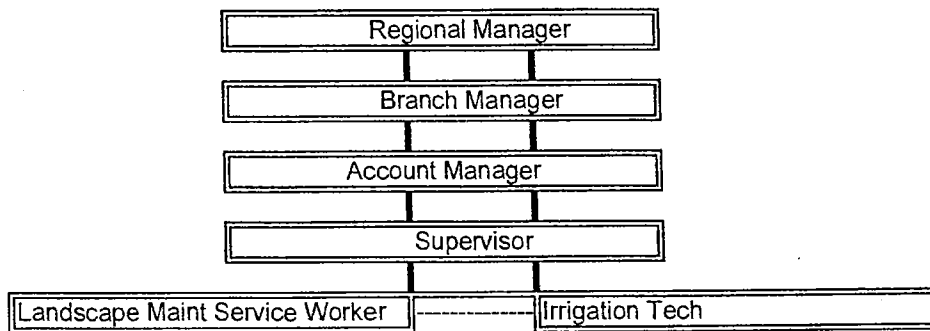 Regional Manager
Branch Manager
Account Manager
Supervisor
Landscape Maint Service Worker Irrigation Tech